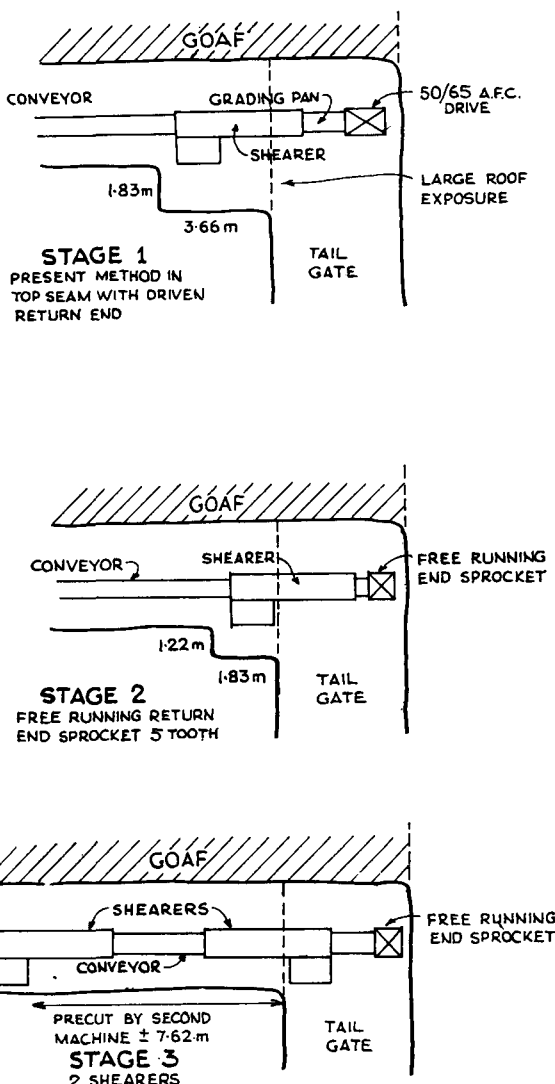 GOAF
CONVEYOR
GRADING PAN
50/65 A.F.C.
DRIVE
SHEARER
1·83m
LARGE ROOF
EXPOSURE
3·66m
STAGE 1
TAIL
GATE
PRESENT METHOD IN
TOP SEAM WITH DRIVEN
RETURN END
GOAF
CONVEYOR
SHEARER
FREE RUNNING
END SPROCKET
1·22m
1·83m
STAGE 2
TAIL
GATE
FREE RUNNING RETURN
END SPROCKET 5 TOOTH
GOAF
SHEARERS
FREE RUNNING
END SPROCKET
CONVEYOR
PRECUT BY SECOND
MACHINE ± 7·62m
TAIL
GATE
STAGE 3
2 SHEARERS